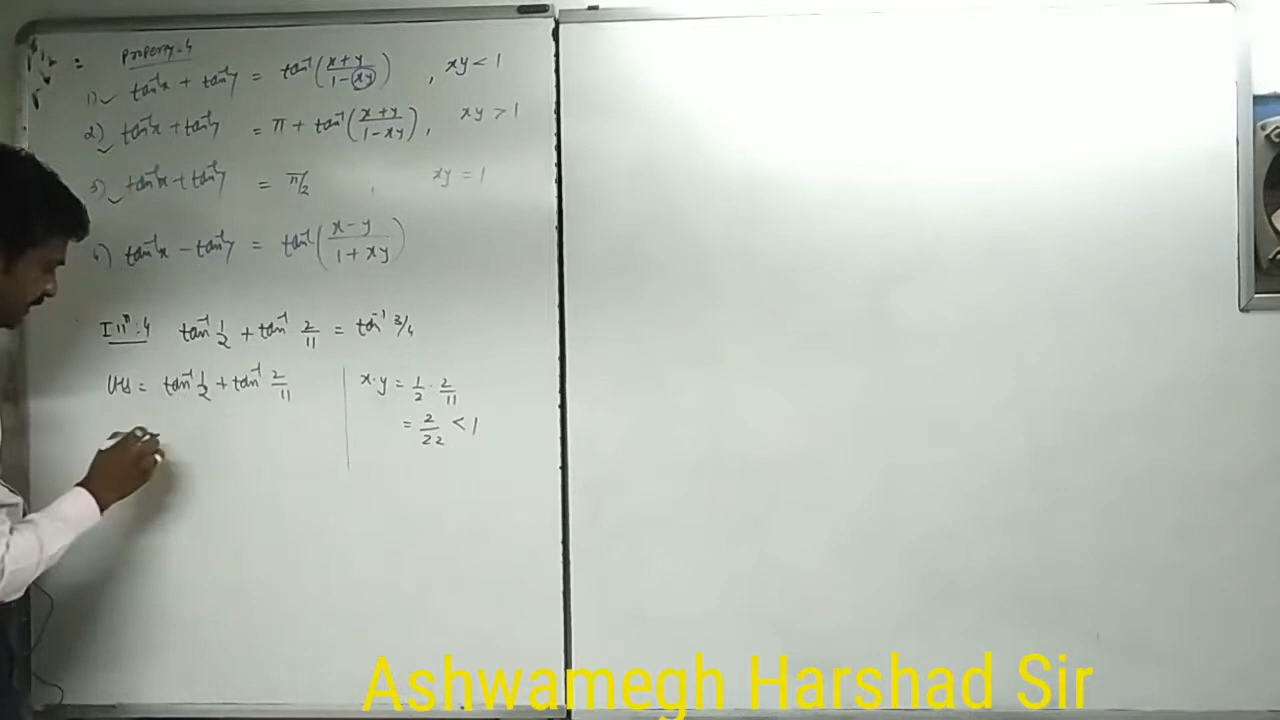 Property-4
1) tan⁻¹x + tan⁻¹y = tan⁻¹(x+y/1-xy) , xy < 1
2) tan⁻¹x + tan⁻¹y = π + tan⁻¹(x+y/1-xy), xy > 1
3) tan⁻¹x + tan⁻¹y = π/2 , xy = 1
4) tan⁻¹x - tan⁻¹y = tan⁻¹(x-y/1+xy)
Illⁿ:4 tan⁻¹ 1/2 + tan⁻¹ 2/11 = tan⁻¹ 3/4
LHS = tan⁻¹ 1/2 + tan⁻¹ 2/11
x·y = 1/2 · 2/11
= 2/22 < 1
Ashwamegh Harshad Sir